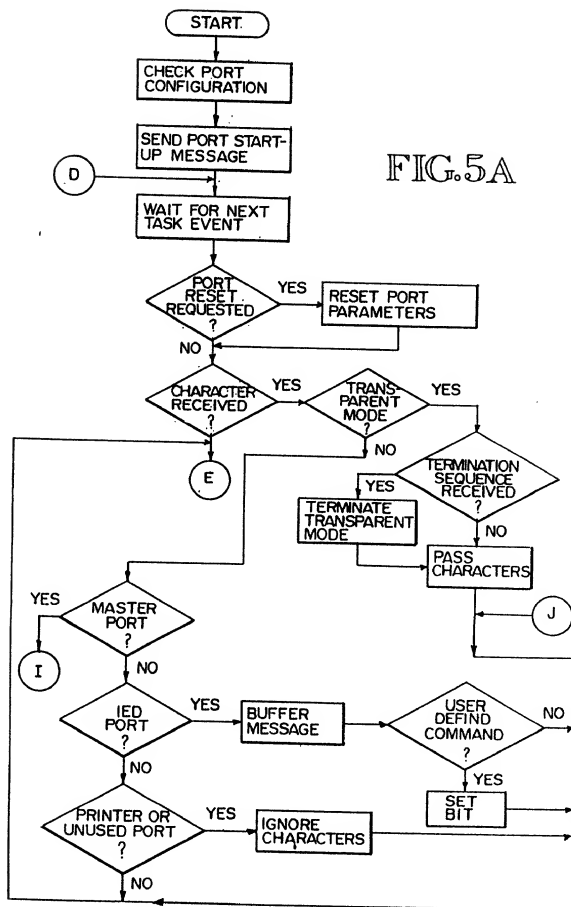 START
CHECK PORT
CONFIGURATION
SEND PORT START-
UP MESSAGE
FIG.5A
D
WAIT FOR NEXT
TASK EVENT
PORT
RESET
REQUESTED
?
YES
RESET PORT
PARAMETERS
NO
CHARACTER
RECEIVED
?
YES
TRANS-
PARENT
MODE
?
YES
NO
E
TERMINATION
SEQUENCE
RECEIVED
?
YES
TERMINATE
TRANSPARENT
MODE
NO
PASS
CHARACTERS
J
YES
MASTER
PORT
?
I
NO
IED
PORT
?
YES
BUFFER
MESSAGE
USER
DEFIND
COMMAND
?
NO
YES
SET
BIT
NO
PRINTER OR
UNUSED PORT
?
YES
IGNORE
CHARACTERS
NO